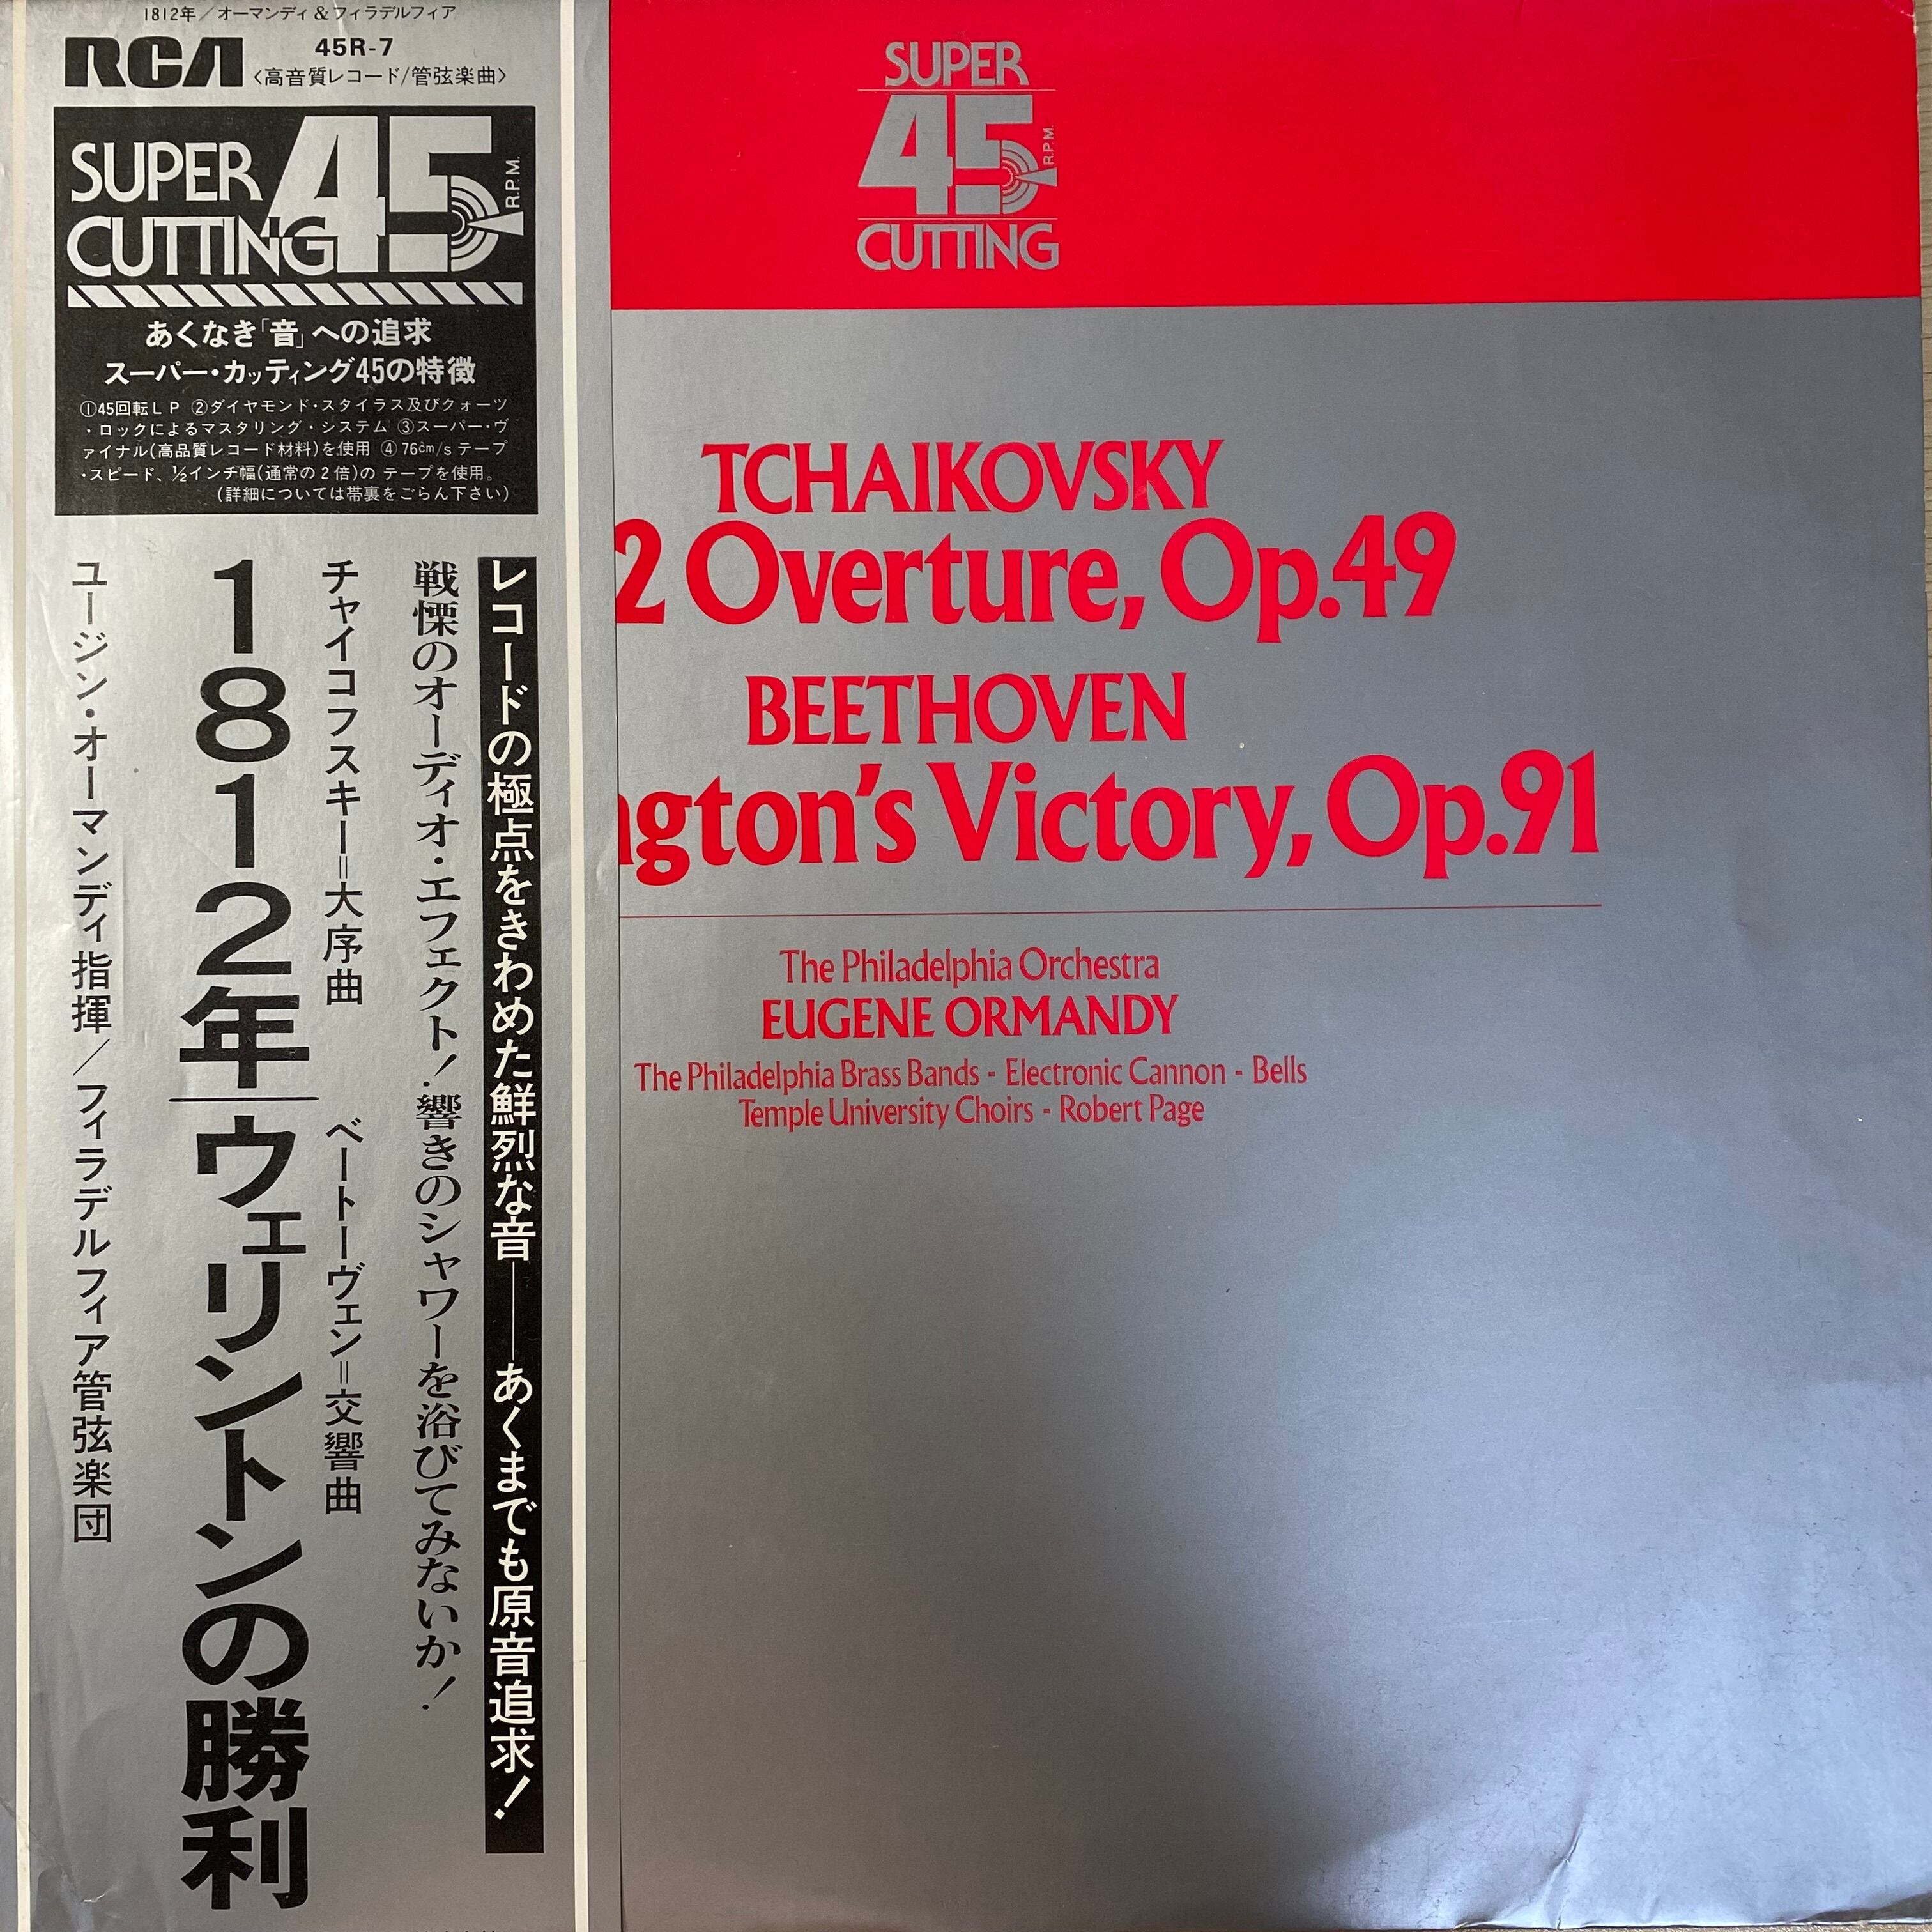 1812年／オーマンディ&フィラデルフィア
RCA
45R-7
〈高音質レコード/管弦楽曲〉
SUPER
CUTTING
45
R.P.M.
あくなき「音」への追求
スーパー・カッティング45の特徴
①45回転LP ②ダイヤモンド・スタイラス及びクォーツ
・ロックによるマスタリング・システム ③スーパー・ヴ
ァイナル(高品質レコード材料)を使用 ④76cm/sテープ
・スピード、½インチ幅(通常の2倍)のテープを使用。
(詳細については帯裏をごらん下さい)
レコードの極点をきわめた鮮烈な音――あくまでも原音追求！
戦慄のオーディオ・エフェクト！響きのシャワーを浴びてみないか！
チャイコフスキー＝大序曲
ベートーヴェン＝交響曲
1812年｜ウェリントンの勝利
ユージン・オーマンディ指揮／フィラデルフィア管弦楽団
SUPER
45
R.P.M.
CUTTING
TCHAIKOVSKY
2 Overture, Op.49
BEETHOVEN
ngton's Victory, Op.91
The Philadelphia Orchestra
EUGENE ORMANDY
The Philadelphia Brass Bands - Electronic Cannon - Bells
Temple University Choirs - Robert Page